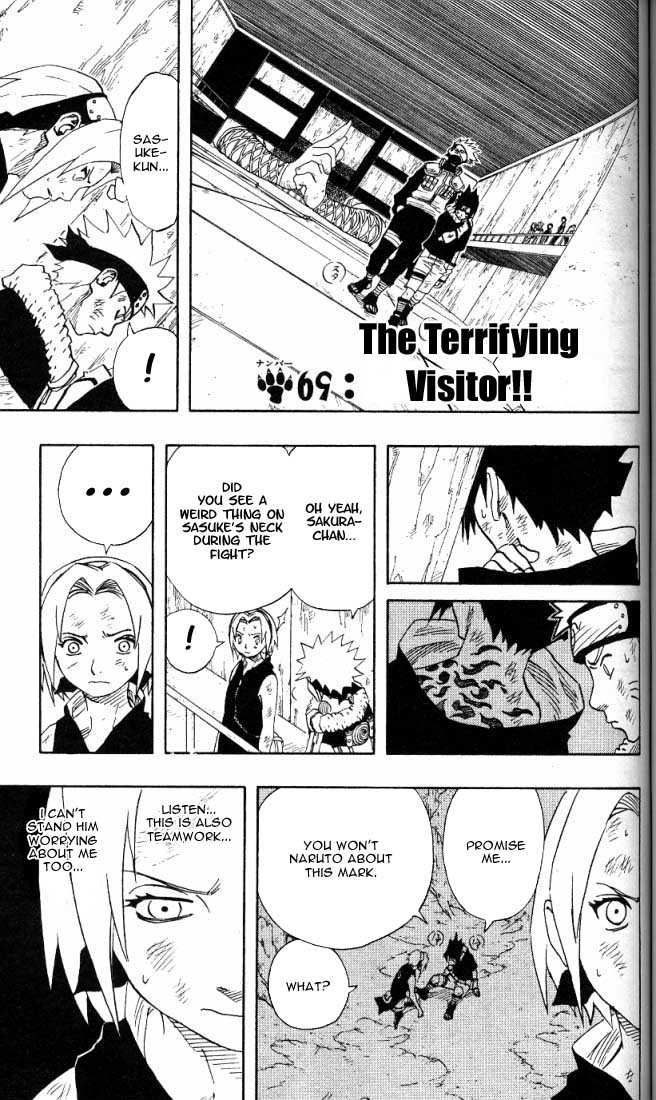 The Terrifying
Visitor!!
ナンバー
69:
SAS-
UKE-
KUN...
!
OH YEAH,
SAKURA-
CHAN...
DID
YOU SEE A
WEIRD THING ON
SASUKE'S NECK
DURING THE
FIGHT?
!
...
PROMISE
ME...
YOU WON'T
NARUTO ABOUT
THIS MARK.
WHAT?
LISTEN...
THIS IS ALSO
TEAMWORK...
I CAN'T
STAND HIM
WORRYING
ABOUT ME
TOO...